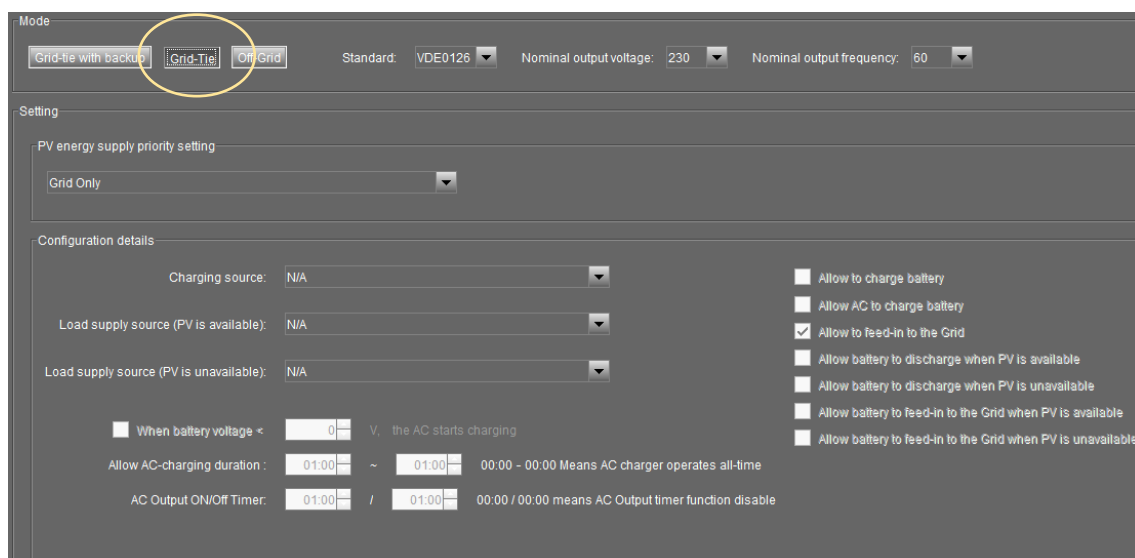 Mode
Grid-tie with backup Grid-Tie Off-Grid Standard: VDE0126 Nominal output voltage: 230 Nominal output frequency: 60
Setting
PV energy supply priority setting
Grid Only
Configuration details
Charging source: N/A
Load supply source (PV is available): N/A
Load supply source (PV is unavailable): N/A
When battery voltage < 0 V, the AC starts charging
Allow AC-charging duration : 01:00 ~ 01:00 00:00 - 00:00 Means AC charger operates all-time
AC Output ON/Off Timer: 01:00 / 01:00 00:00 / 00:00 means AC Output timer function disable
Allow to charge battery
Allow AC to charge battery
Allow to feed-in to the Grid
Allow battery to discharge when PV is available
Allow battery to discharge when PV is unavailable
Allow battery to feed-in to the Grid when PV is available
Allow battery to feed-in to the Grid when PV is unavailable